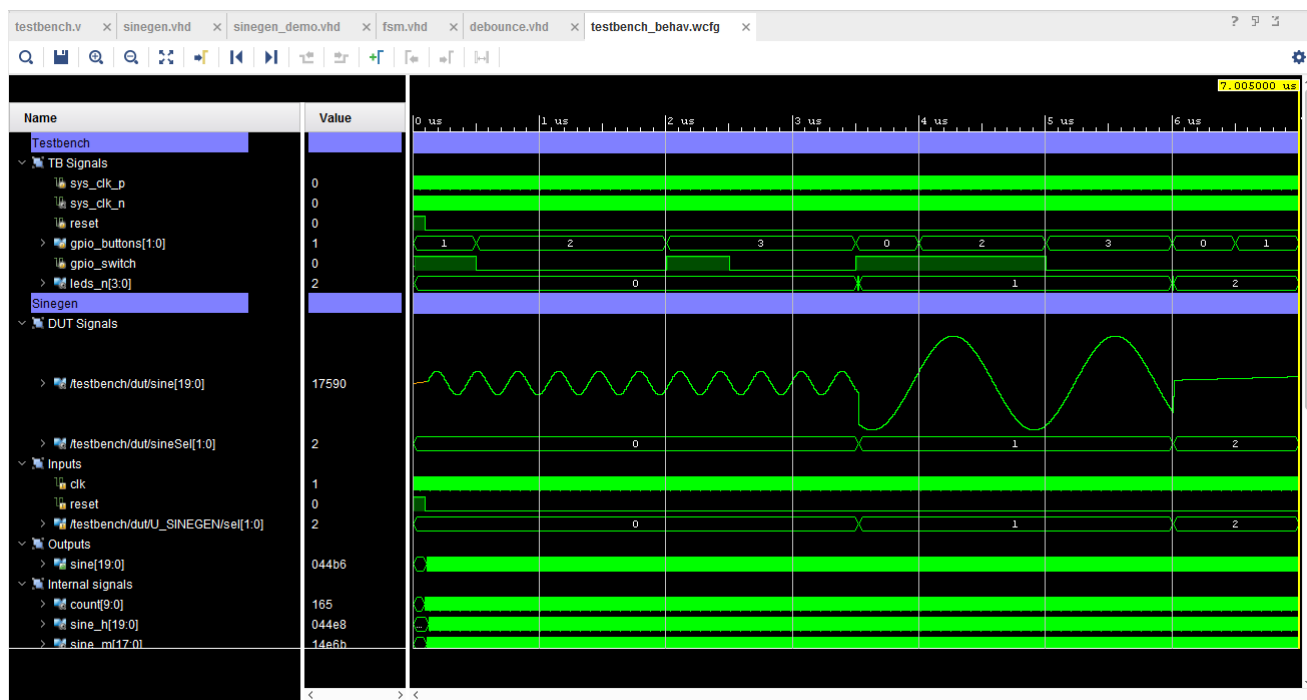 testbench.v × sinegen.vhd × sinegen_demo.vhd × fsm.vhd × debounce.vhd × testbench_behav.wcfg × ?
7.005000 us
Name Value 0 us 1 us 2 us 3 us 4 us 5 us 6 us
Testbench
TB Signals
sys_clk_p 0
sys_clk_n 0
reset 0
gpio_buttons[1:0] 1 1 2 3 0 2 3 0 1
gpio_switch 0
leds_n[3:0] 2 0 1 2
Sinegen
DUT Signals
/testbench/dut/sine[19:0] 17590
/testbench/dut/sineSel[1:0] 2 0 1 2
Inputs
clk 1
reset 0
/testbench/dut/U_SINEGEN/sel[1:0] 2 0 1 2
Outputs
sine[19:0] 044b6
Internal signals
count[9:0] 165
sine_h[19:0] 044e8 ...
sine_m[17:0] 14e6b